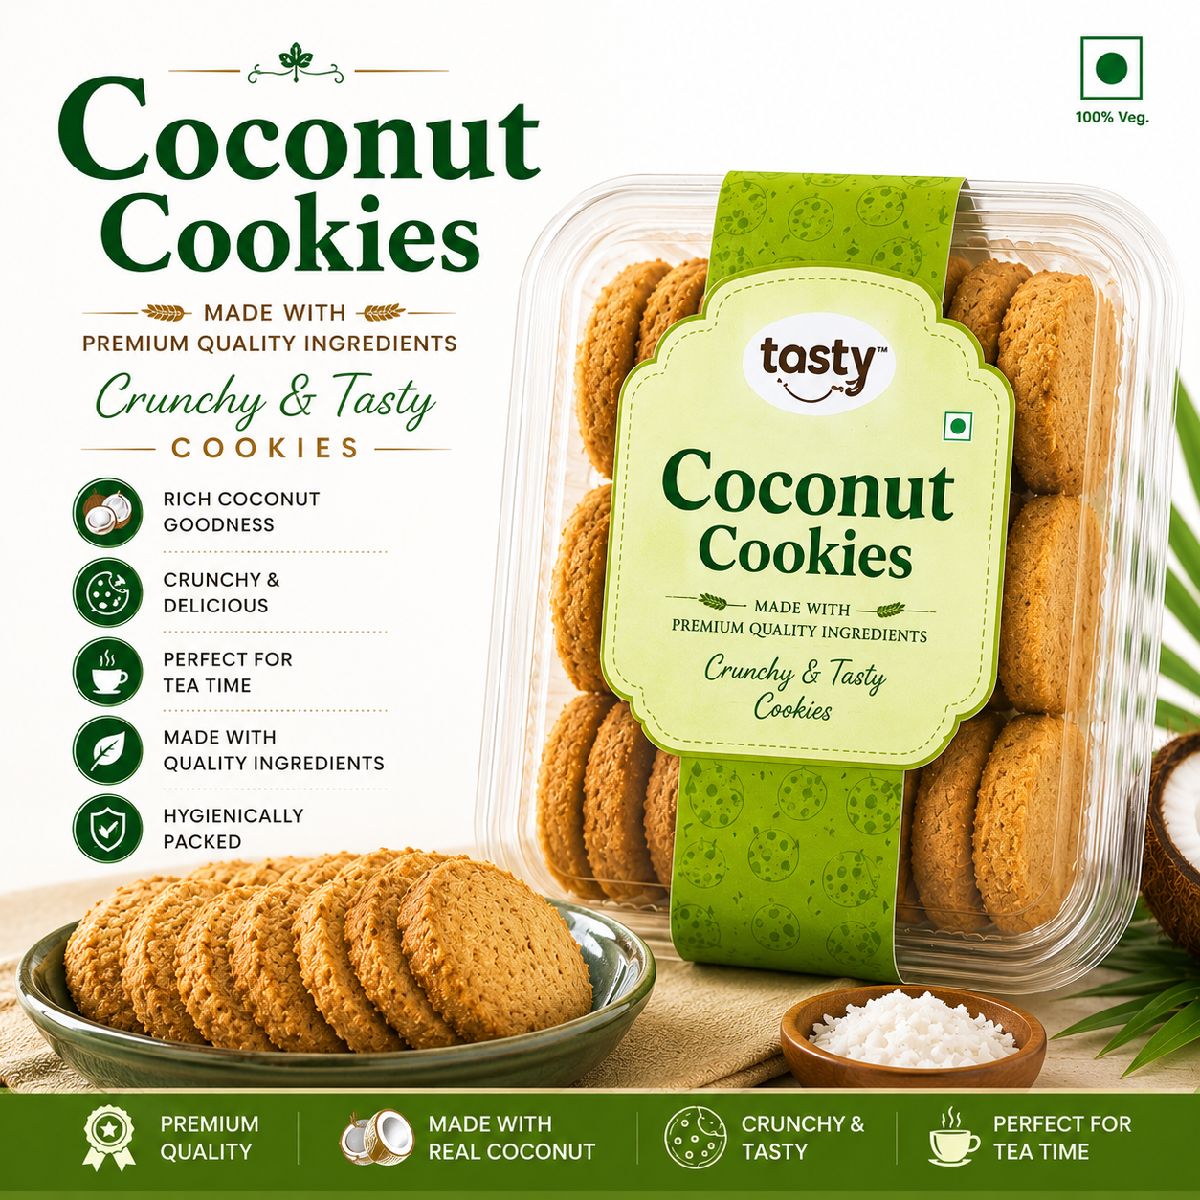 Coconut
Cookies
MADE WITH
PREMIUM QUALITY INGREDIENTS
Crunchy & Tasty
COOKIES
RICH COCONUT
GOODNESS
CRUNCHY &
DELICIOUS
PERFECT FOR
TEA TIME
MADE WITH
QUALITY INGREDIENTS
HYGIENICALLY
PACKED
100% Veg.
tasty™
Coconut
Cookies
MADE WITH
PREMIUM QUALITY INGREDIENTS
Crunchy & Tasty
Cookies
PREMIUM
QUALITY
MADE WITH
REAL COCONUT
CRUNCHY &
TASTY
PERFECT FOR
TEA TIME